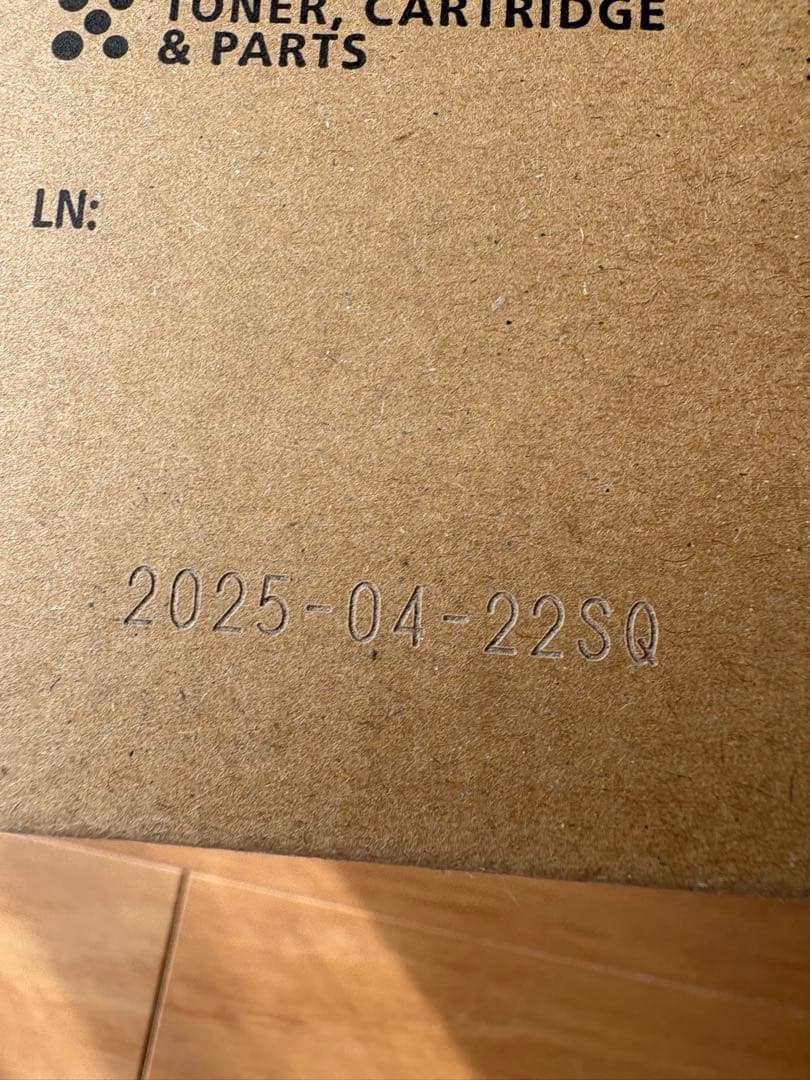 TONER, CARTRIDGE
& PARTS
LN:
2025-04-22SQ